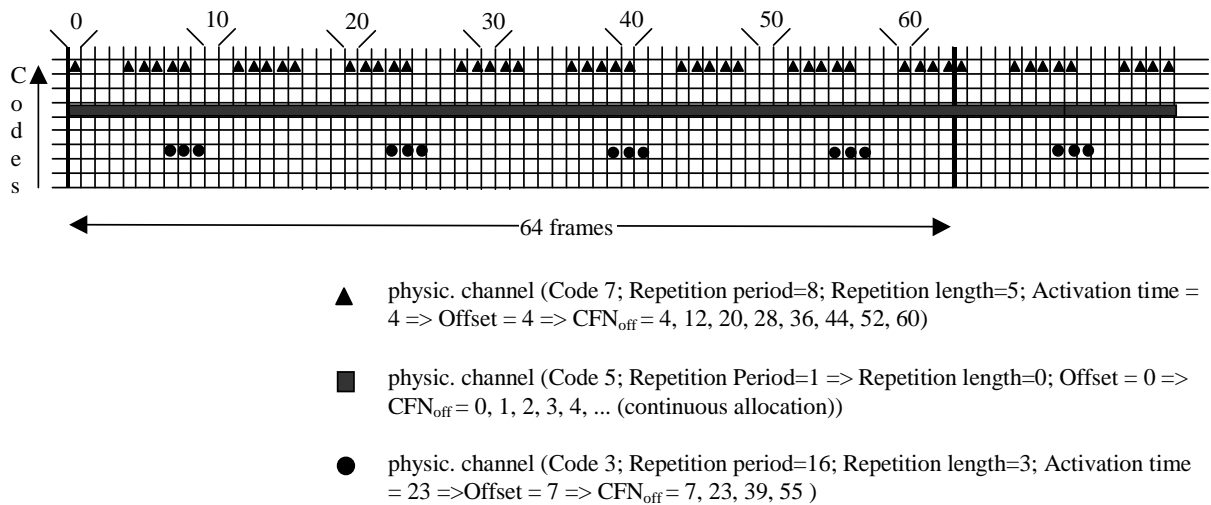 0 10 20 30 40 50 60
C
o
d
e
s
64 frames
physic. channel (Code 7; Repetition period=8; Repetition length=5; Activation time =
4 => Offset = 4 => CFNoff = 4, 12, 20, 28, 36, 44, 52, 60)
physic. channel (Code 5; Repetition Period=1 => Repetition length=0; Offset = 0 =>
CFNoff = 0, 1, 2, 3, 4, ... (continuous allocation))
physic. channel (Code 3; Repetition period=16; Repetition length=3; Activation time
= 23 =>Offset = 7 => CFNoff = 7, 23, 39, 55 )